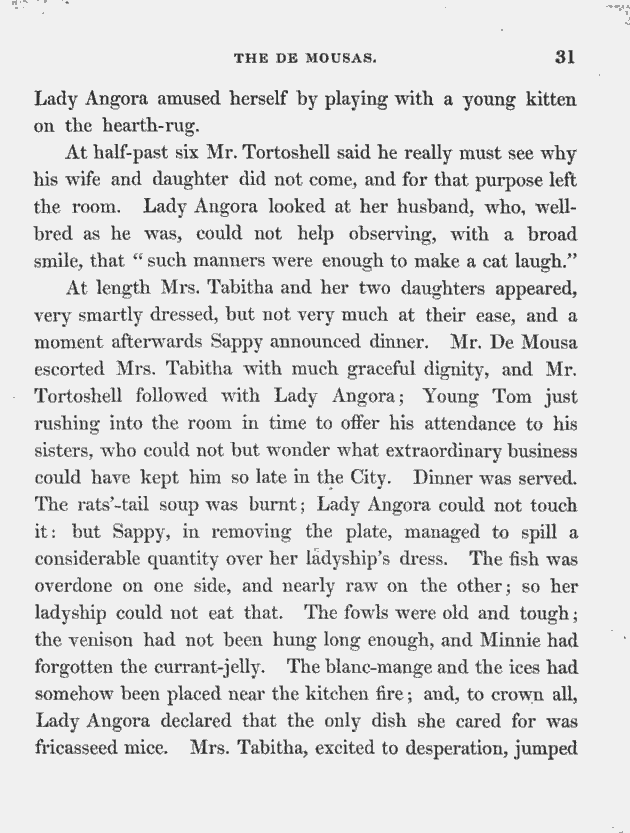 THE DE MOUSAS. 31
Lady Angora amused herself by playing with a young kitten
on the hearth-rug.
At half-past six Mr. Tortoshell said he really must see why
his wife and daughter did not come, and for that purpose left
the room. Lady Angora looked at her husband, who, well-
bred as he was, could not help observing, with a broad
smile, that “ such manners were enough to make a cat laugh.”
At length Mrs. Tabitha and her two daughters appeared,
very smartly dressed, but not very much at their ease, and a
moment afterwards Sappy announced dinner. Mr. De Mousa
escorted Mrs. Tabitha with much graceful dignity, and Mr.
Tortoshell followed with Lady Angora; Young Tom just
rushing into the room in time to offer his attendance to his
sisters, who could not but wonder what extraordinary business
could have kept him so late in the City. Dinner was served.
The rats’-tail soup was burnt; Lady Angora could not touch
it: but Sappy, in removing the plate, managed to spill a
considerable quantity over her ladyship’s dress. The fish was
overdone on one side, and nearly raw on the other; so her
ladyship could not eat that. The fowls were old and tough;
the venison had not been hung long enough, and Minnie had
forgotten the currant-jelly. The blanc-mange and the ices had
somehow been placed near the kitchen fire; and, to crown all,
Lady Angora declared that the only dish she cared for was
fricasseed mice. Mrs. Tabitha, excited to desperation, jumped